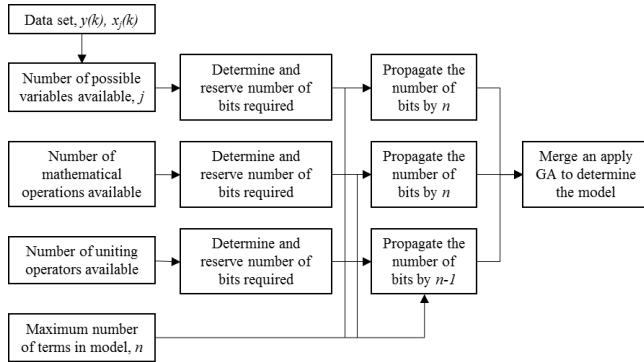 Data set, y(k), xj(k)
Number of possible
variables available, j
Determine and
reserve number of
bits required
Propagate the
number of
bits by n
Number of
mathematical
operations available
Determine and
reserve number of
bits required
Propagate the
number of
bits by n
Merge an apply
GA to determine
the model
Number of uniting
operators available
Determine and
reserve number of
bits required
Propagate the
number of
bits by n-1
Maximum number
of terms in model, n